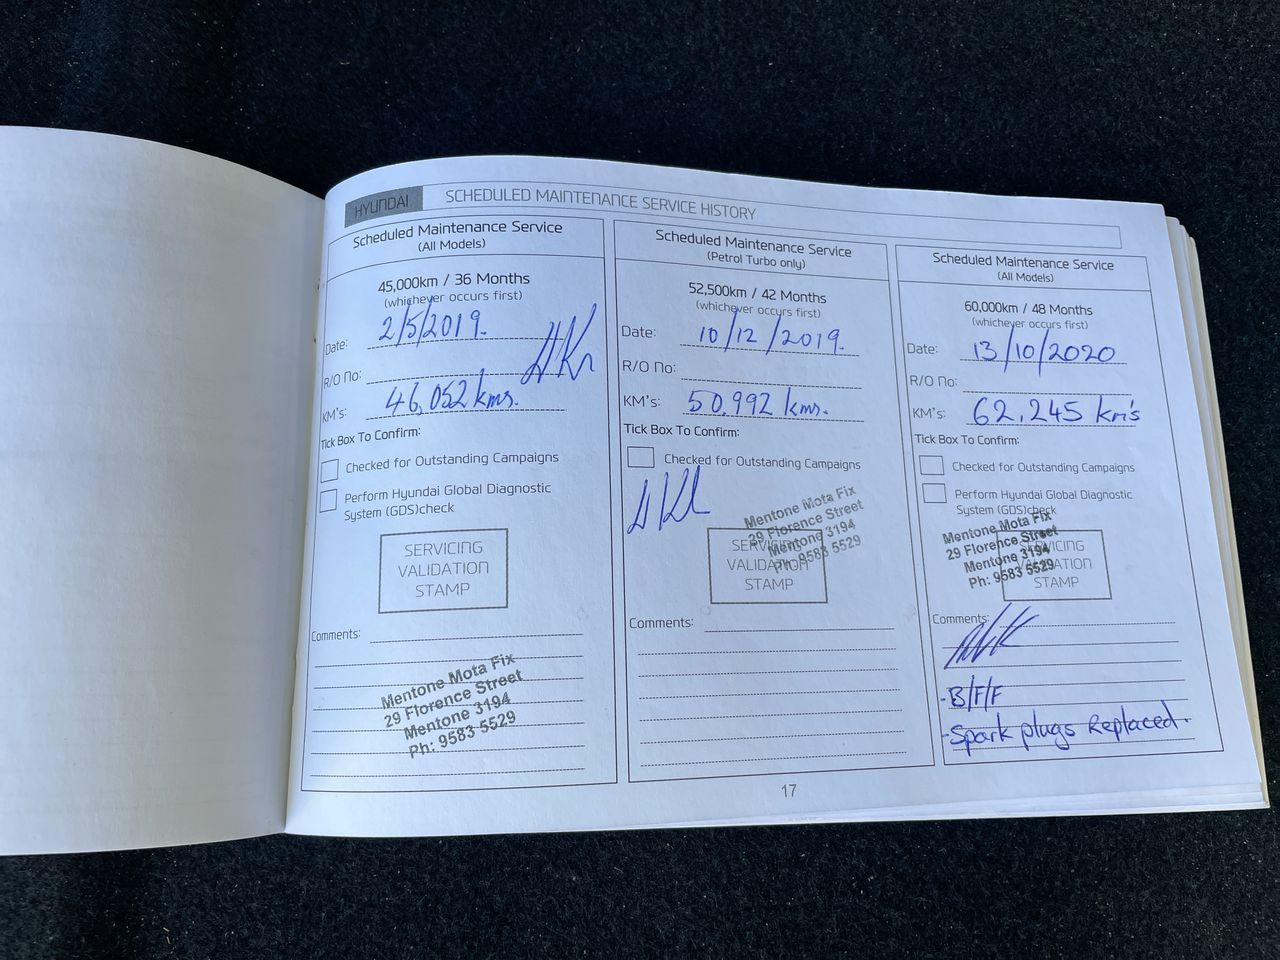 HYUNDAI SCHEDULED MAINTENANCE SERVICE HISTORY
Scheduled Maintenance Service
(All Models)
45,000km / 36 Months
(whichever occurs first)
Date: 2/5/2019.
R/O No:
KM's: 46,052 kms.
Tick Box To Confirm:
Checked for Outstanding Campaigns
Perform Hyundai Global Diagnostic
System (GDS)check
SERVICING
VALIDATION
STAMP
Comments:
Mentone Mota Fix
29 Florence Street
Mentone 3194
Ph: 9583 5529
Scheduled Maintenance Service
(Petrol Turbo only)
52,500km / 42 Months
(whichever occurs first)
Date: 10/12/2019.
R/O No:
KM's: 50,992 kms.
Tick Box To Confirm:
Checked for Outstanding Campaigns
Mentone Mota Fix
29 Florence Street
Mentone 3194
Ph: 9583 5529
SERVICING
VALIDATION
STAMP
Comments:
Scheduled Maintenance Service
(All Models)
60,000km / 48 Months
(whichever occurs first)
Date: 13/10/2020
R/O No:
KM's: 62,245 km's
Tick Box To Confirm:
Checked for Outstanding Campaigns
Perform Hyundai Global Diagnostic
System (GDS)check
Mentone Mota Fix
29 Florence Street
Mentone 3194
Ph: 9583 5529
SERVICING
VALIDATION
STAMP
Comments:
- B/F/F
- Spark plugs Replaced.
17